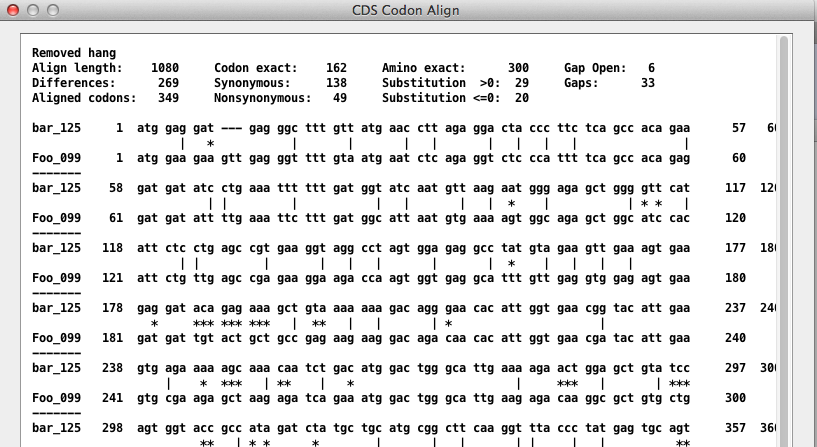 CDS Codon Align
Removed hang
Align length: 1080 Codon exact: 162 Amino exact: 300 Gap Open: 6
Differences: 269 Synonymous: 138 Substitution >0: 29 Gaps: 33
Aligned codons: 349 Nonsynonymous: 49 Substitution <=0: 20
bar_125 1 atg gag gat --- gag ggc ttt gtt atg aac ctt aga gga cta ccc ttc tca gcc aca gaa 57 60
| * | | | | | | | | |
Foo_099 1 atg gaa gaa gtt gag ggt ttt gta atg aat ctc aga ggt ctc cca ttt tca gcc aca gag 60
-------
bar_125 58 gat gat atc ctg aaa ttt ttt gat ggt atc aat gtt aag aat ggg aga gct ggg gtt cat 117 120
| | | | | | * | | * * |
Foo_099 61 gat gat att ttg aaa ttc ttt gat ggc att aat gtg aaa agt ggc aga gct ggc atc cac 120
-------
bar_125 118 att ctc ctg agc cgt gaa ggt agg cct agt gga gag gcc tat gta gaa gtt gaa agt gaa 177 180
| | | | | | | | * | | | |
Foo_099 121 att ctg ttg agc cga gaa gga aga cca agt ggt gag gca ttt gtt gag gtg gag agt gaa 180
-------
bar_125 178 gag gat aca gag aaa gct gta aaa aaa gac agg gaa cac att ggt gaa cgg tac att gaa 237 240
* *** *** *** | ** | | | * |
Foo_099 181 gat gat tgt act gct gcc gag aag aag gac aga caa cac att ggt gaa cga tac att gaa 240
-------
bar_125 238 gtg aga aaa agc aaa caa tct gac atg gac tgg gca ttg aaa aga act gga gct gta tcc 297 300
| * *** | ** | * | *** | | ***
Foo_099 241 gtg cga aga gct aag aga tca gaa atg gac tgg gca ttg aag aga aca ggc gct gtg ctg 300
-------
bar_125 298 agt ggt acc gcc ata gat cta tgc tgc atg cgg ctt caa ggt tta ccc tat gag tgc agt 357 360
** | * * * | | | | | | **